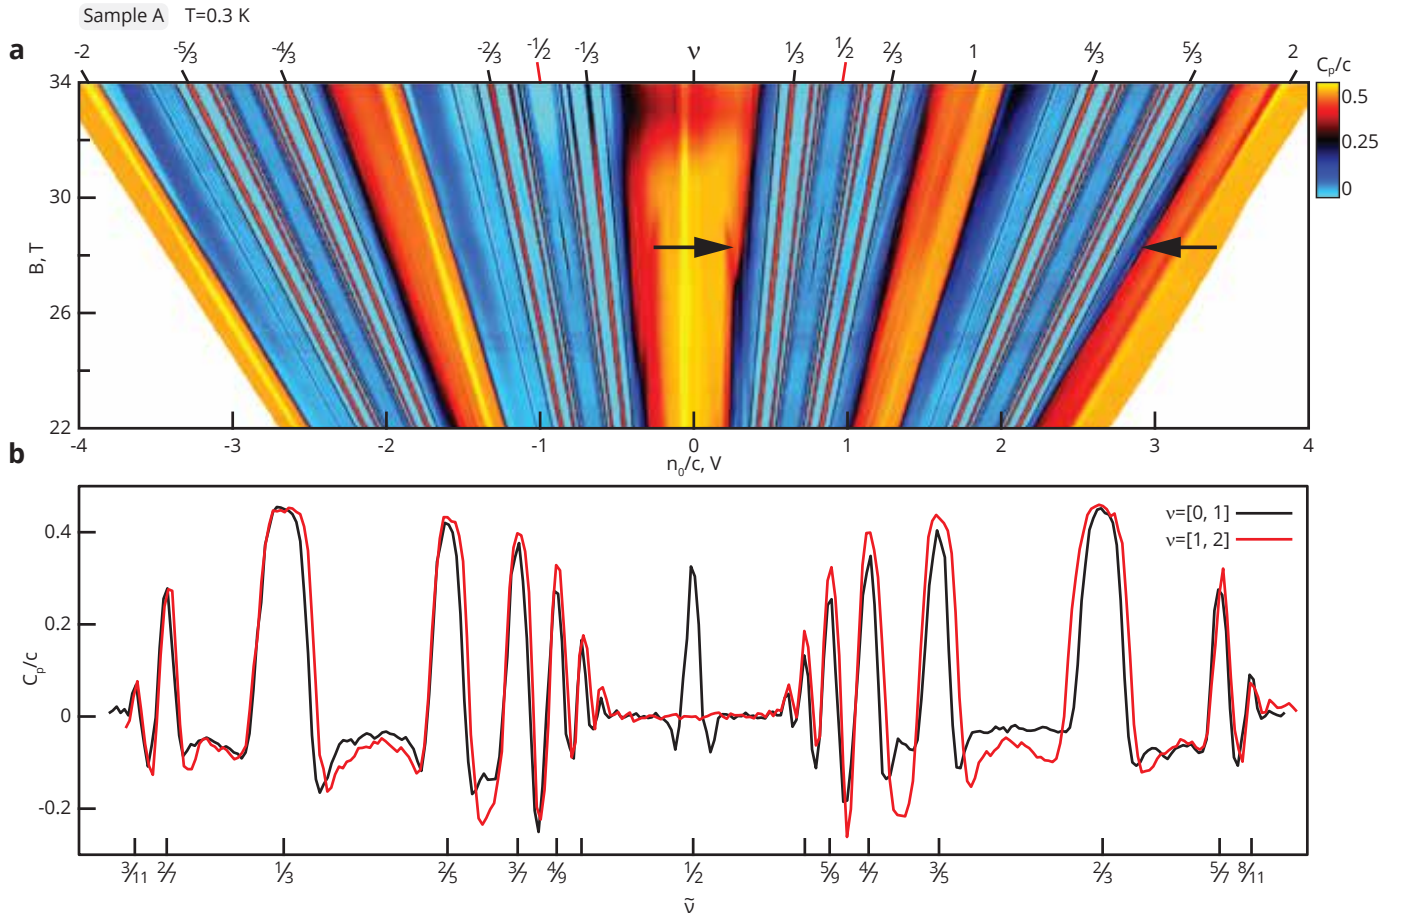 Sample A T=0.3 K
a
-2 -5/3 -4/3 -2/3 -1/2 -1/3 ν 1/3 1/2 2/3 1 4/3 5/3 2
Cp/c
34
0.5
0.25
30
0
B, T
26
22
-4 -3 -2 -1 0 1 2 3 4
n0/c, V
b
0.4
ν=[0, 1]
ν=[1, 2]
0.2
Cp/c
0
-0.2
3/11 2/7 1/3 2/5 3/7 4/9 1/2 5/9 4/7 3/5 2/3 5/7 8/11
ν̃